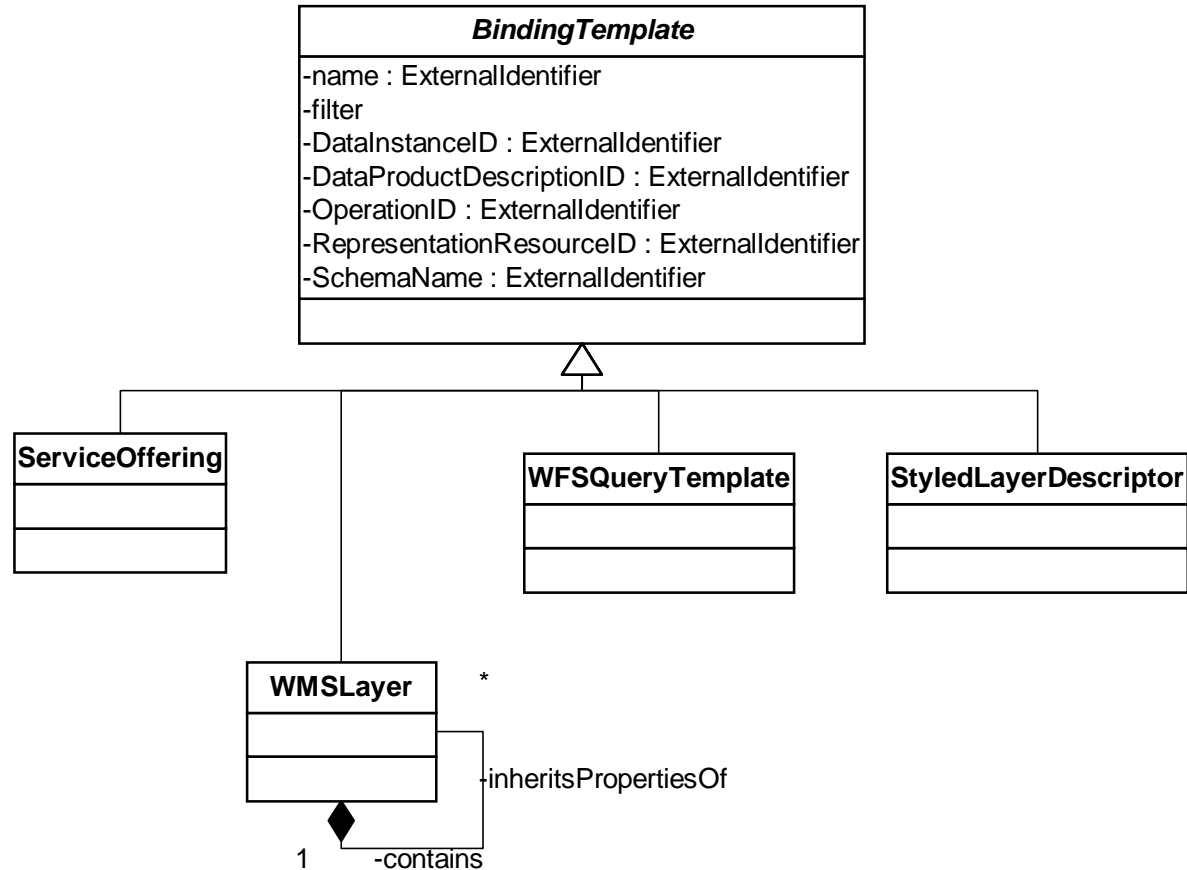 BindingTemplate
-name : ExternalIdentifier
-filter
-DataInstanceID : ExternalIdentifier
-DataProductDescriptionID : ExternalIdentifier
-OperationID : ExternalIdentifier
-RepresentationResourceID : ExternalIdentifier
-SchemaName : ExternalIdentifier
ServiceOffering
WFSQueryTemplate
StyledLayerDescriptor
WMSLayer
*
-inheritsPropertiesOf
1
-contains